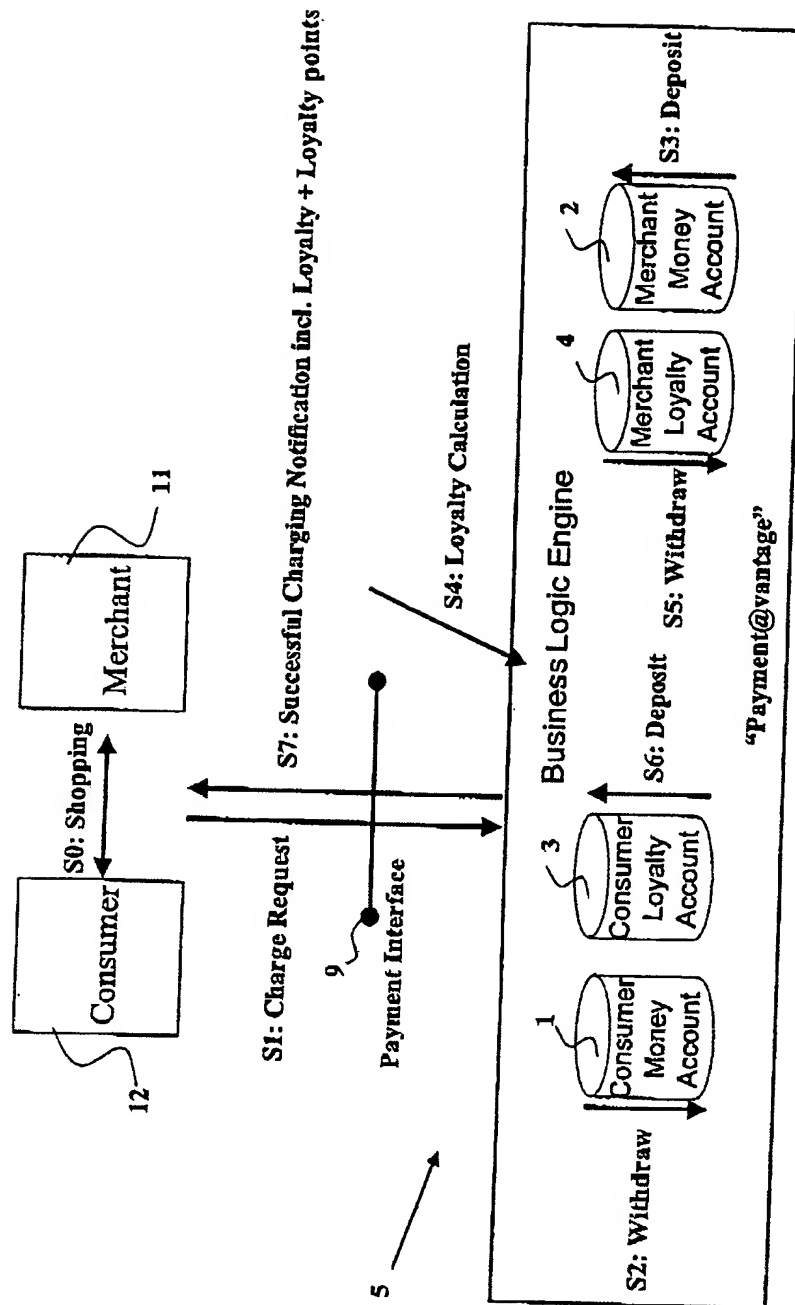 12
Consumer
S0: Shopping
Merchant
11
S1: Charge Request
S7: Successful Charging Notification incl. Loyalty + Loyalty points
9
Payment Interface
S4: Loyalty Calculation
5
Business Logic Engine
S2: Withdraw
1
Consumer
Money
Account
3
Consumer
Loyalty
Account
S6: Deposit
S5: Withdraw
4
Merchant
Loyalty
Account
2
Merchant
Money
Account
S3: Deposit
“Payment@vantage”